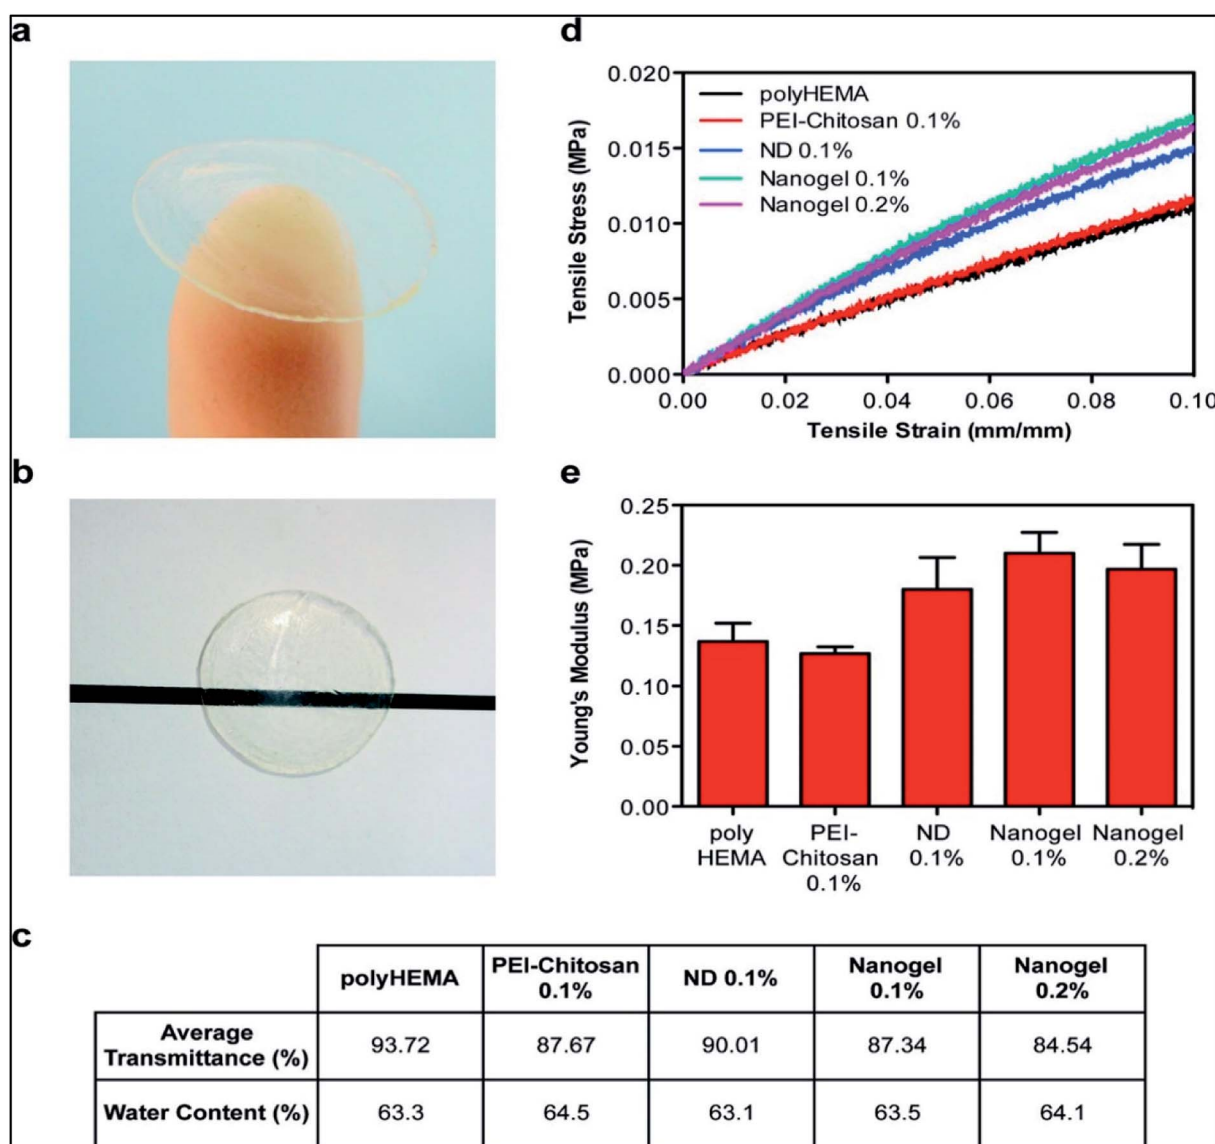 a
d
0.020
0.015
0.010
0.005
0.000
Tensile Stress (MPa)
polyHEMA
PEI-Chitosan 0.1%
ND 0.1%
Nanogel 0.1%
Nanogel 0.2%
0.00 0.02 0.04 0.06 0.08 0.10
Tensile Strain (mm/mm)
b
e
0.25
0.20
0.15
0.10
0.05
0.00
Young's Modulus (MPa)
poly PEI- ND Nanogel Nanogel
HEMA Chitosan 0.1% 0.1% 0.2%
0.1%
c
polyHEMA PEI-Chitosan 0.1% ND 0.1% Nanogel 0.1% Nanogel 0.2%
Average Transmittance (%) 93.72 87.67 90.01 87.34 84.54
Water Content (%) 63.3 64.5 63.1 63.5 64.1